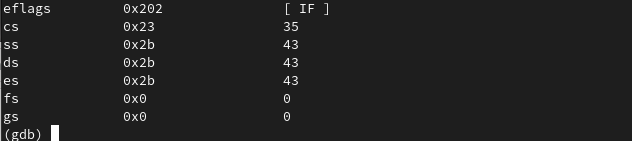 eflags 0x202 [ IF ]
cs 0x23 35
ss 0x2b 43
ds 0x2b 43
es 0x2b 43
fs 0x0 0
gs 0x0 0
(gdb)